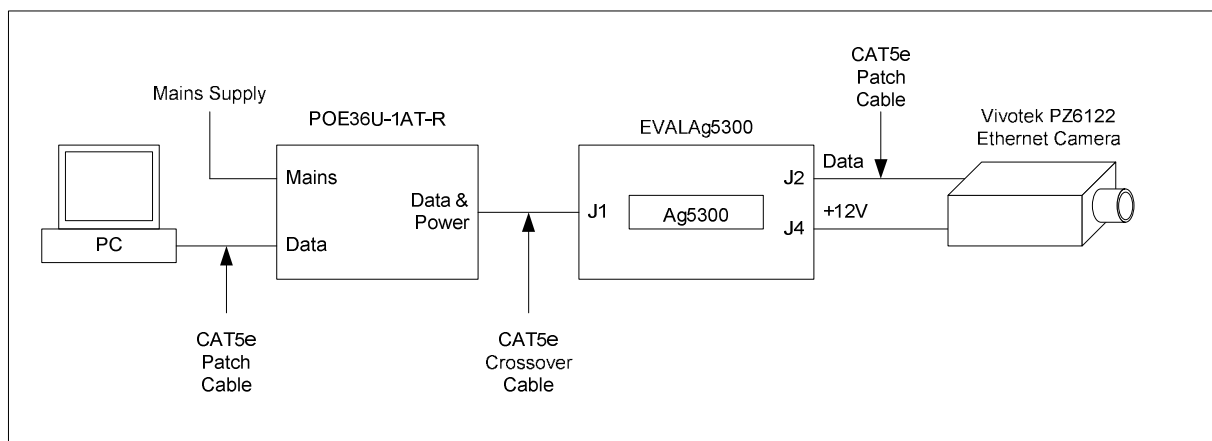 Mains Supply
PC
CAT5e
Patch
Cable
POE36U-1AT-R
Mains
Data
Data &
Power
CAT5e
Crossover
Cable
EVALAg5300
J1
Ag5300
J2
J4
Data
+12V
CAT5e
Patch
Cable
Vivotek PZ6122
Ethernet Camera